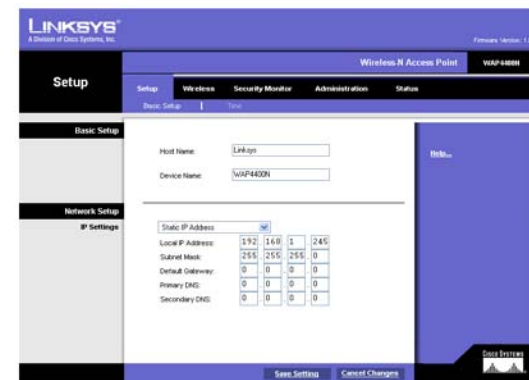 LINKSYS®
A Division of Cisco Systems, Inc.
Firmware Version: 1.
Wireless-N Access Point WAP4400N
Setup
Setup Wireless Security Monitor Administration Status
Basic Setup | Time
Basic Setup
Host Name: Linksys
Help...
Device Name: WAP4400N
Network Setup
IP Settings
Static IP Address
Local IP Address: 192 . 168 . 1 . 245
Subnet Mask: 255 . 255 . 255 . 0
Default Gateway: 0 . 0 . 0 . 0
Primary DNS: 0 . 0 . 0 . 0
Secondary DNS: 0 . 0 . 0 . 0
Save Setting Cancel Changes
CISCO SYSTEMS